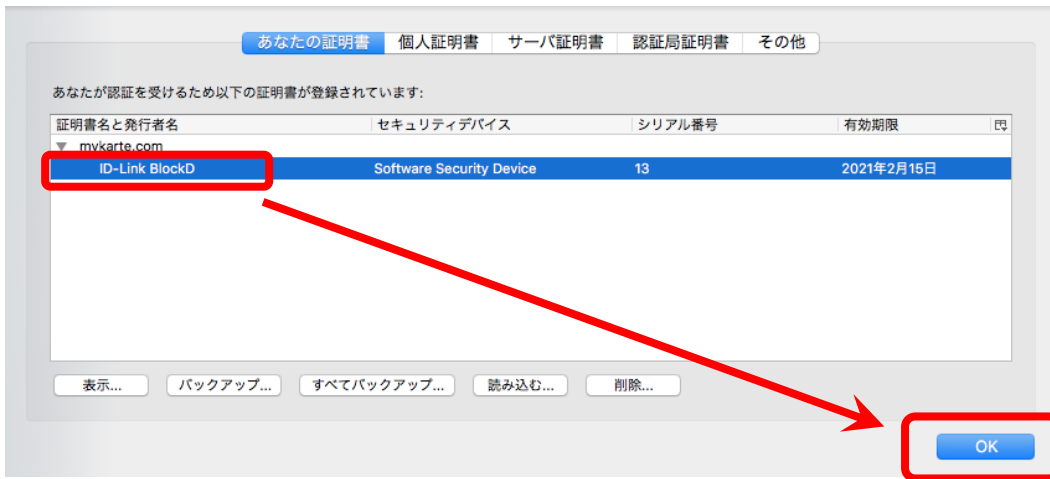 あなたの証明書 個人証明書 サーバ証明書 認証局証明書 その他
あなたが認証を受けるため以下の証明書が登録されています:
証明書名と発行者名 セキュリティデバイス シリアル番号 有効期限
mykarte.com
ID-Link BlockD Software Security Device 13 2021年2月15日
表示... バックアップ... すべてバックアップ... 読み込む... 削除...
OK